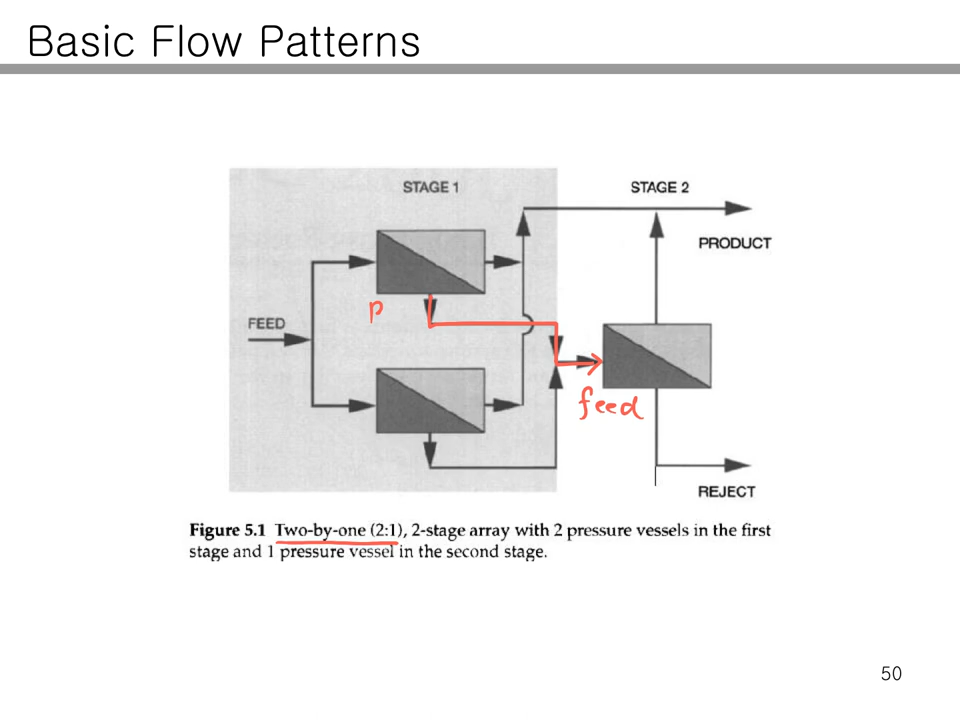 Basic Flow Patterns
STAGE 1
STAGE 2
PRODUCT
P
FEED
feed
REJECT
Figure 5.1 Two-by-one (2:1), 2-stage array with 2 pressure vessels in the first
stage and 1 pressure vessel in the second stage.
50